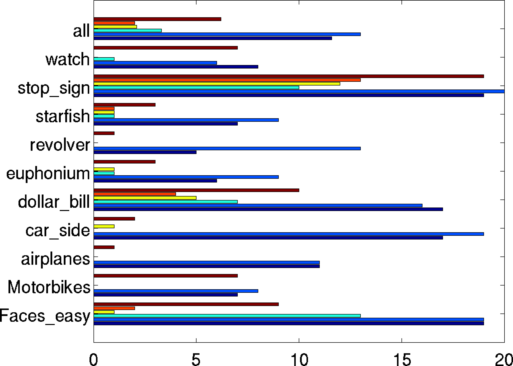 all
watch
stop_sign
starfish
revolver
euphonium
dollar_bill
car_side
airplanes
Motorbikes
Faces_easy
0 5 10 15 20